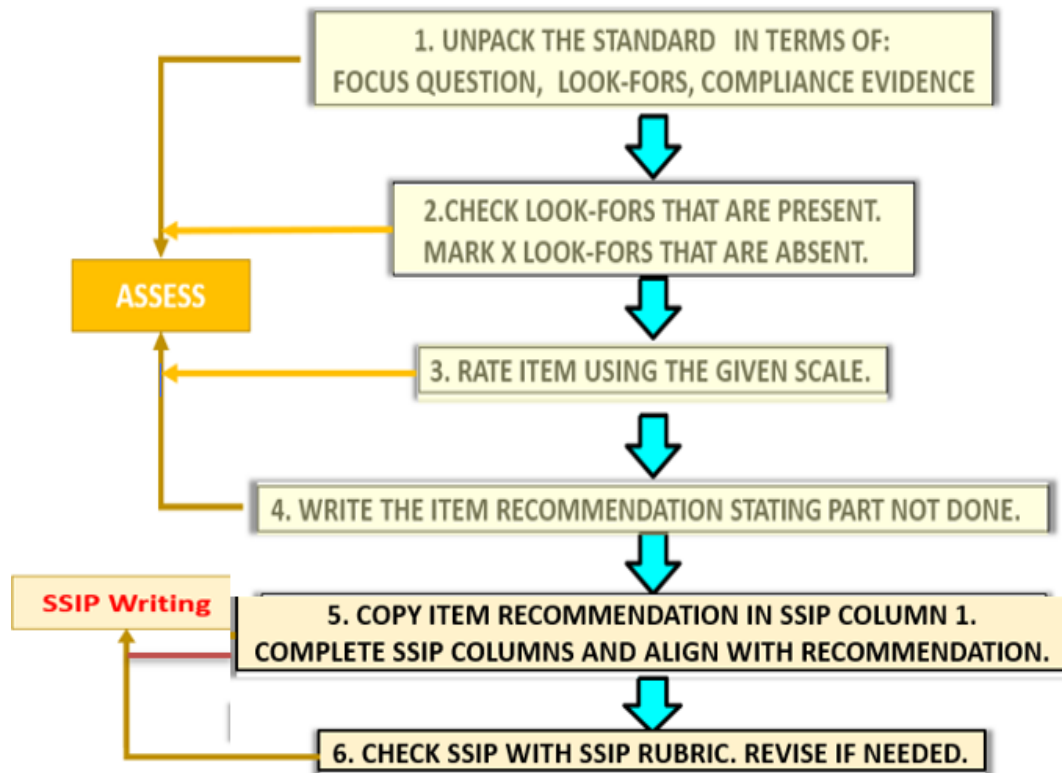 1. UNPACK THE STANDARD IN TERMS OF:
FOCUS QUESTION, LOOK-FORS, COMPLIANCE EVIDENCE
2.CHECK LOOK-FORS THAT ARE PRESENT.
MARK X LOOK-FORS THAT ARE ABSENT.
ASSESS
3. RATE ITEM USING THE GIVEN SCALE.
4. WRITE THE ITEM RECOMMENDATION STATING PART NOT DONE.
SSIP Writing
5. COPY ITEM RECOMMENDATION IN SSIP COLUMN 1.
COMPLETE SSIP COLUMNS AND ALIGN WITH RECOMMENDATION.
6. CHECK SSIP WITH SSIP RUBRIC. REVISE IF NEEDED.